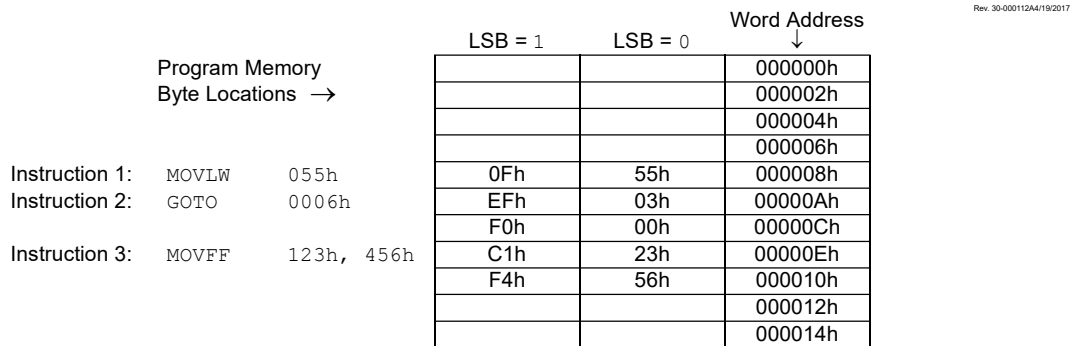 Rev. 30-000112A4/19/2017
Word Address
LSB = 1 LSB = 0 ↓
Program Memory 000000h
Byte Locations → 000002h
000004h
000006h
Instruction 1: MOVLW 055h 0Fh 55h 000008h
Instruction 2: GOTO 0006h EFh 03h 00000Ah
F0h 00h 00000Ch
Instruction 3: MOVFF 123h, 456h C1h 23h 00000Eh
F4h 56h 000010h
000012h
000014h